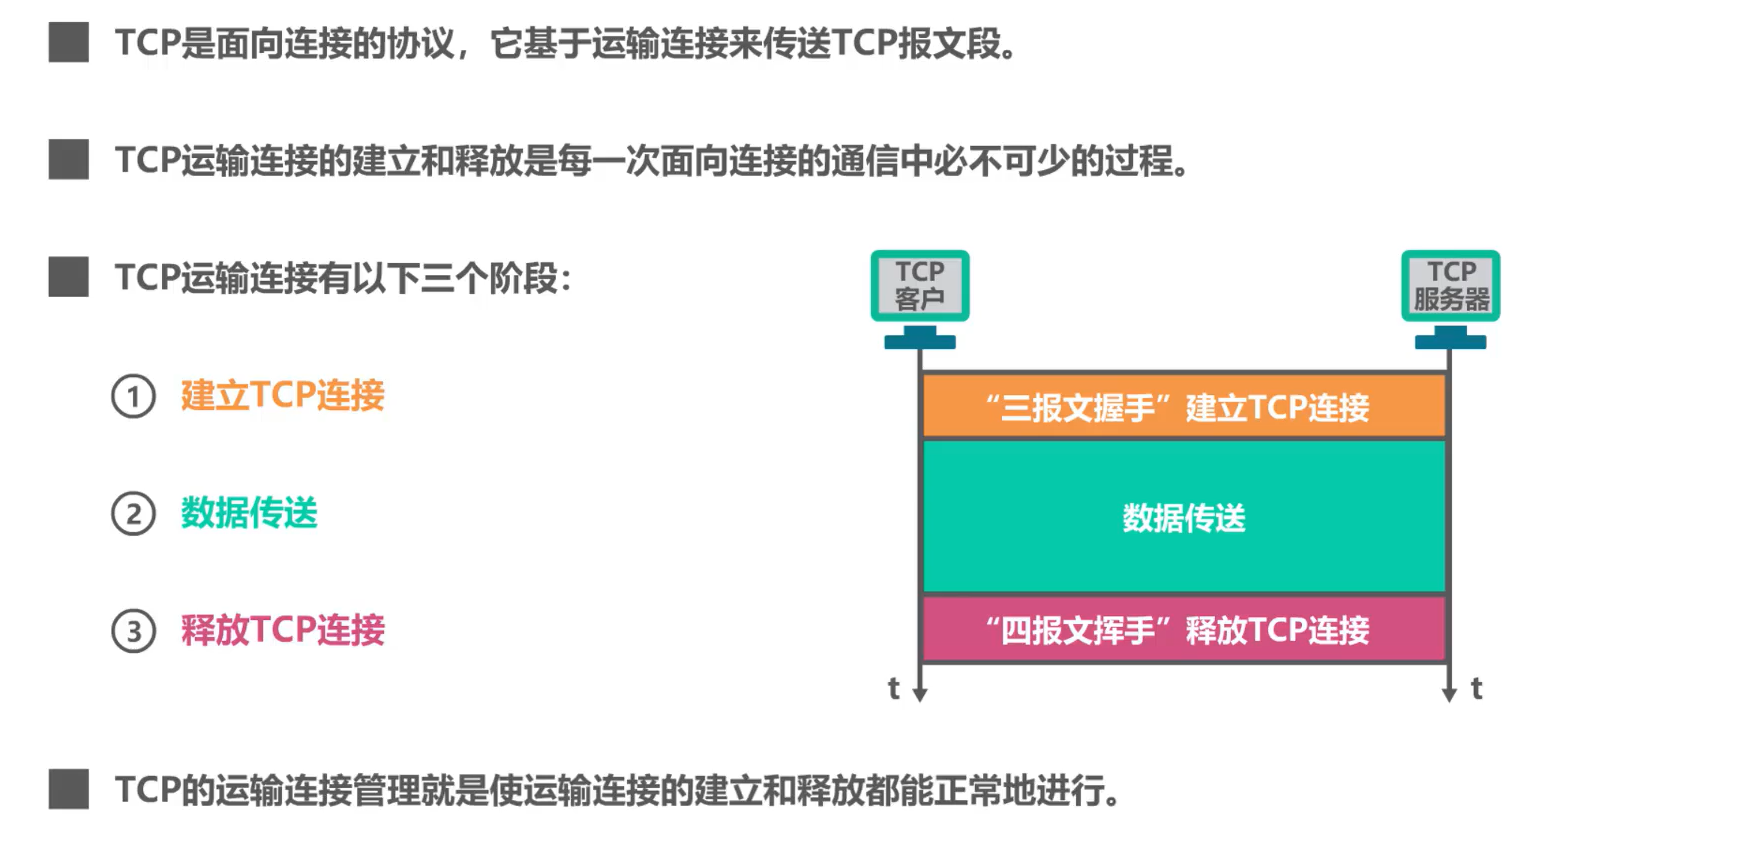 TCP是面向连接的协议，它基于运输连接来传送TCP报文段。
TCP运输连接的建立和释放是每一次面向连接的通信中必不可少的过程。
TCP运输连接有以下三个阶段：
① 建立TCP连接
② 数据传送
③ 释放TCP连接
TCP
客户
TCP
服务器
“三报文握手”建立TCP连接
数据传送
“四报文挥手”释放TCP连接
t
t
TCP的运输连接管理就是使运输连接的建立和释放都能正常地进行。